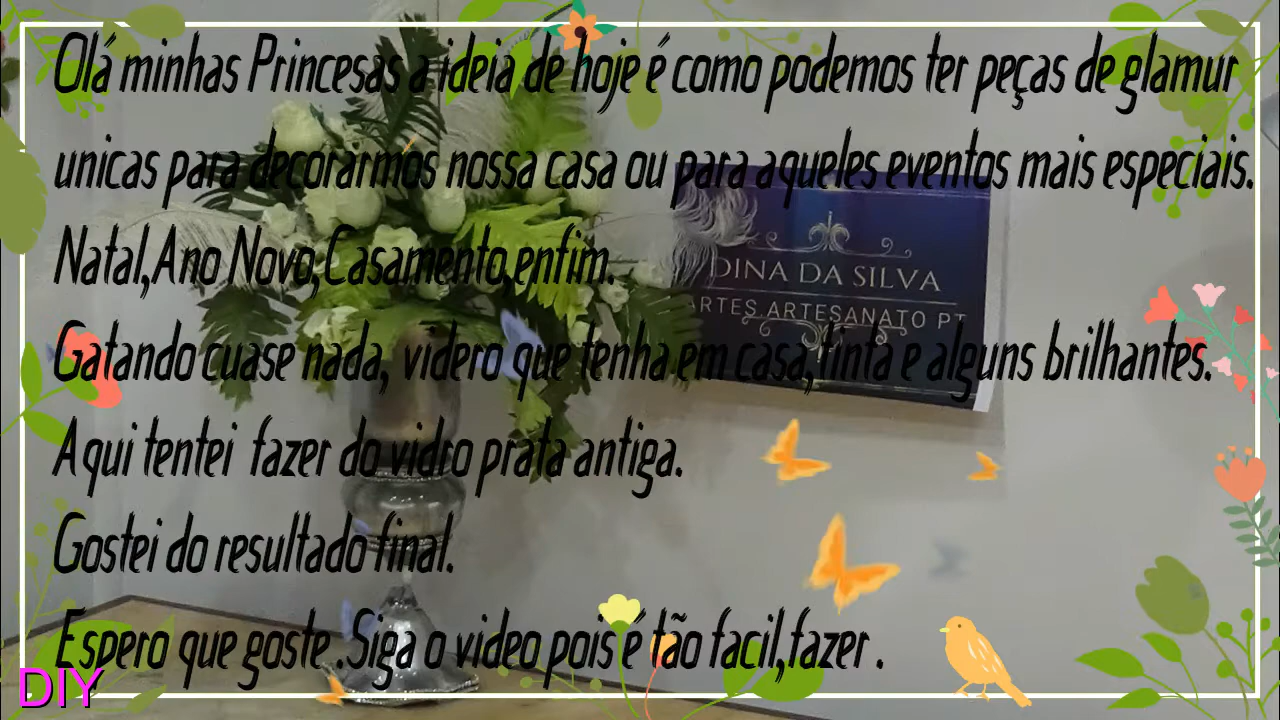 Olá minhas Princesas a ideia de hoje é como podemos ter peças de glamur
unicas para decorarmos nossa casa ou para aqueles eventos mais especiais.
Natal,Ano Novo,Casamento,enfim.
Gatando cuase nada, videro que tenha em casa,tinta e alguns brilhantes.
Aqui tentei fazer do vidro prata antiga.
Gostei do resultado final.
Espero que goste .Siga o video pois é tão facil,fazer .
DINA DA SILVA
ARTES ARTESANATO PT
DIY